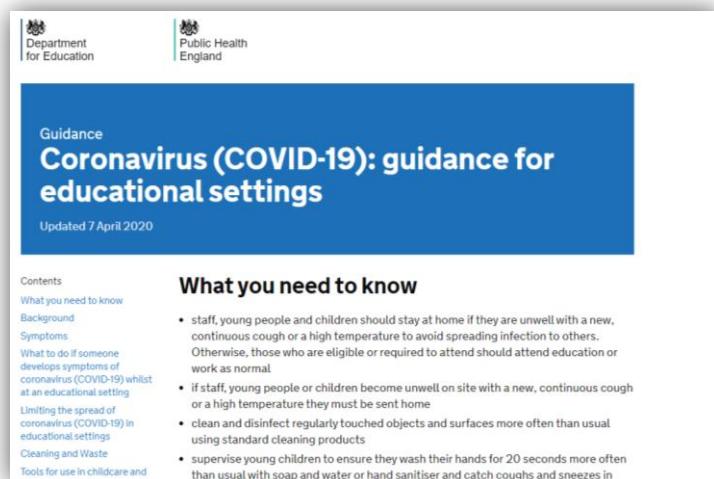 Department
for Education
Public Health
England
Guidance
Coronavirus (COVID-19): guidance for
educational settings
Updated 7 April 2020
Contents
What you need to know
Background
Symptoms
What to do if someone
develops symptoms of
coronavirus (COVID-19) whilst
at an educational setting
Limiting the spread of
coronavirus (COVID-19) in
educational settings
Cleaning and Waste
Tools for use in childcare and
What you need to know
• staff, young people and children should stay at home if they are unwell with a new,
continuous cough or a high temperature to avoid spreading infection to others.
Otherwise, those who are eligible or required to attend should attend education or
work as normal
• if staff, young people or children become unwell on site with a new, continuous cough
or a high temperature they must be sent home
• clean and disinfect regularly touched objects and surfaces more often than usual
using standard cleaning products
• supervise young children to ensure they wash their hands for 20 seconds more often
than usual with soap and water or hand sanitiser and catch coughs and sneezes in